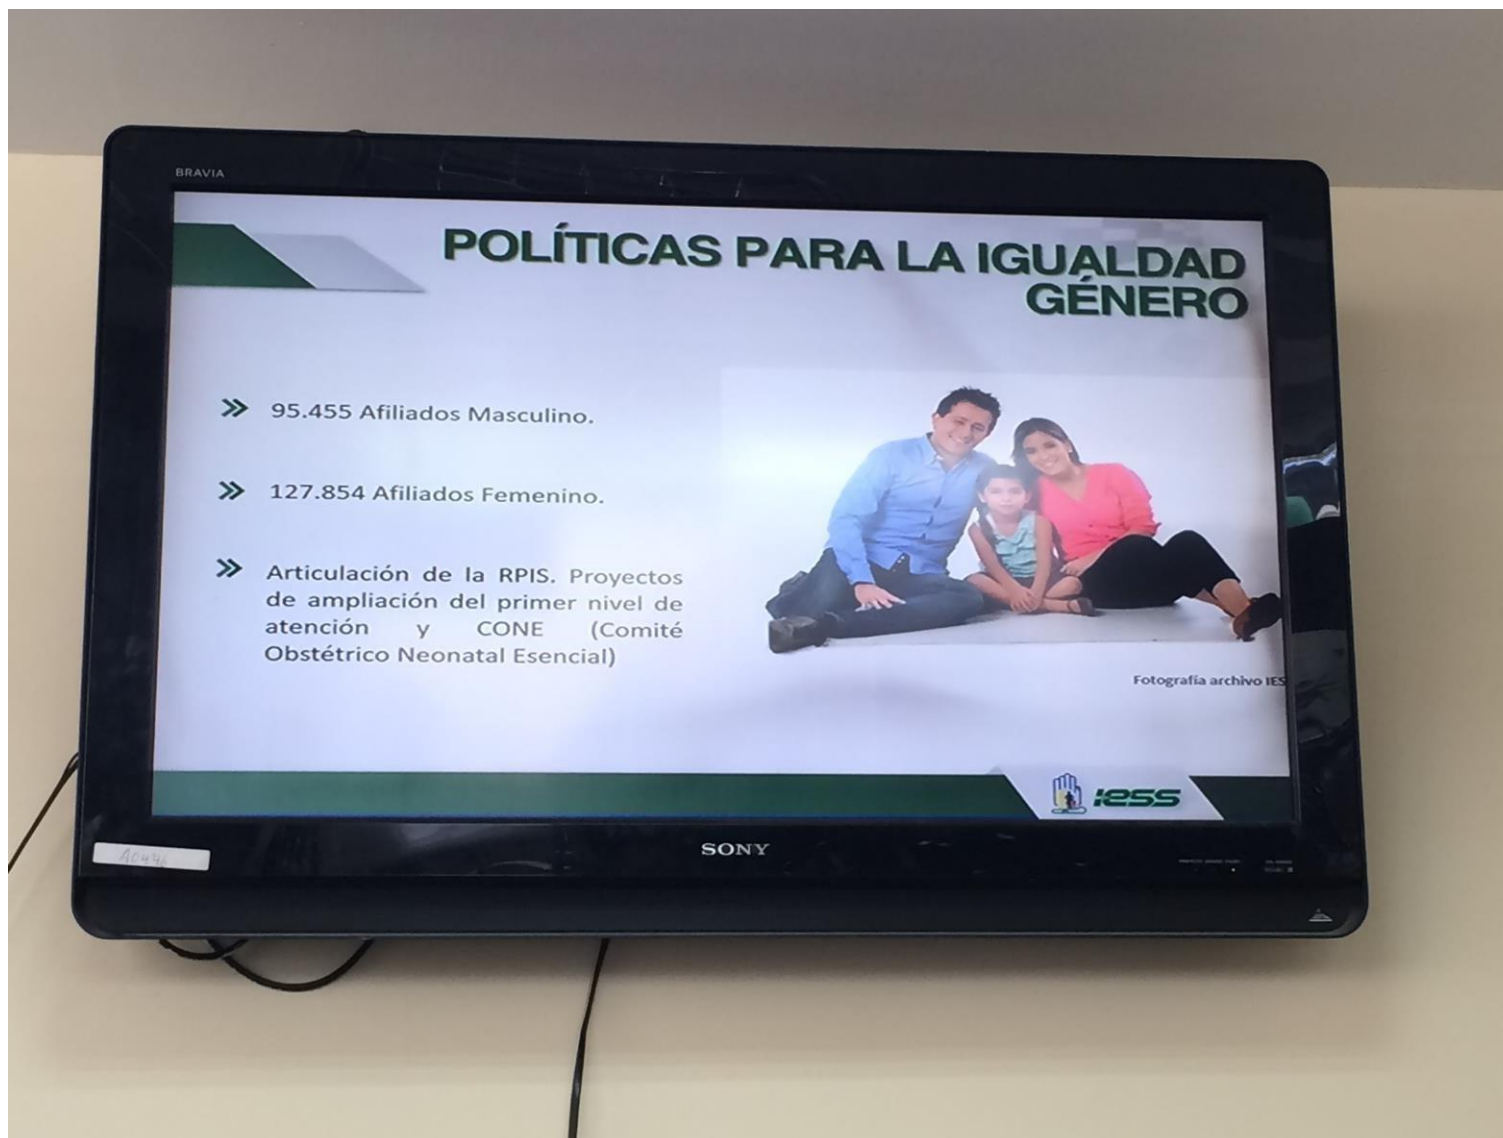 BRAVIA
POLÍTICAS PARA LA IGUALDAD
GÉNERO
95.455 Afiliados Masculino.
127.854 Afiliados Femenino.
Articulación de la RPIS. Proyectos
de ampliación del primer nivel de
atención y CONE (Comité
Obstétrico Neonatal Esencial)
Fotografía archivo IES
IESS
SONY